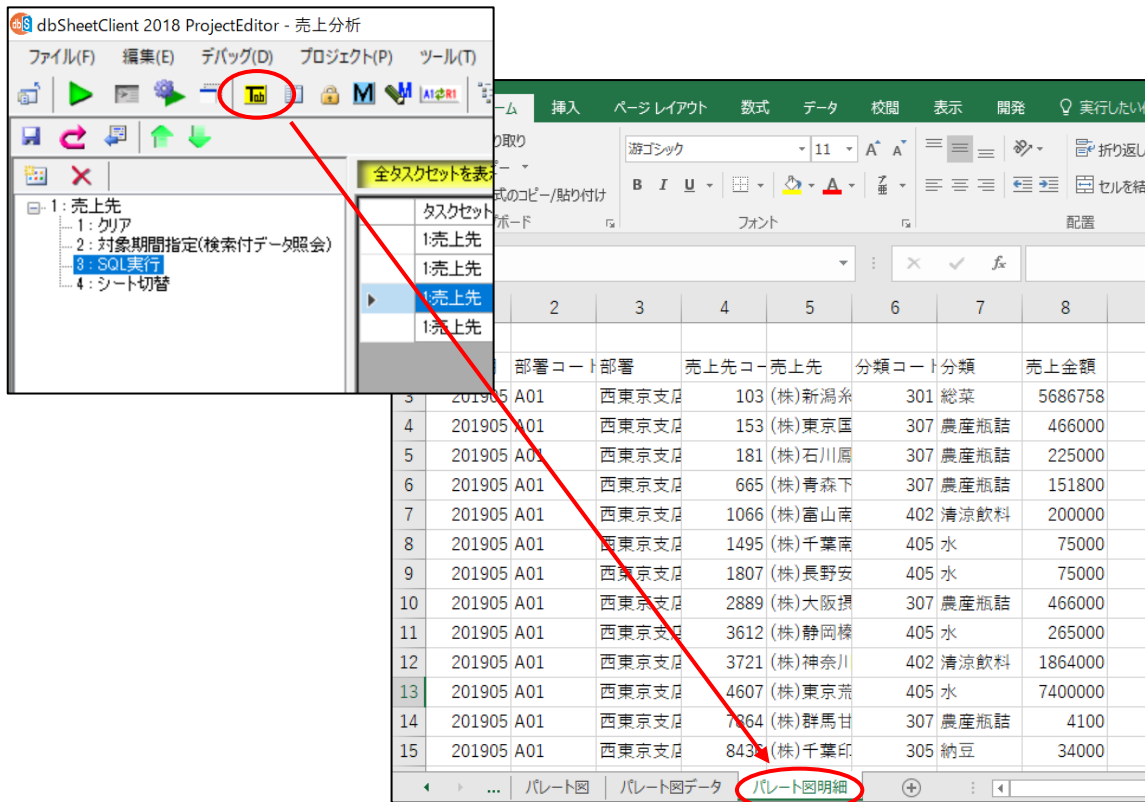 dbS dbSheetClient 2018 ProjectEditor - 売上分析
ファイル(F) 編集(E) デバッグ(D) プロジェクト(P) ツール(T)
Tab M A1 R1
全タスクセットを表
1 : 売上先
1 : クリア
2 : 対象期間指定(検索付データ照会)
3 : SQL実行
4 : シート切替
タスクセット
1:売上先
1:売上先
1:売上先
1:売上先
ム 挿入 ページ レイアウト 数式 データ 校閲 表示 開発 実行したい
り取り
ピー
式のコピー/貼り付け
ボード
游ゴシック 11 A A
B I U A 亜
フォント
折り返し
セルを結
配置
fx
2 3 4 5 6 7 8
部署コード 部署 売上先コー 売上先 分類コード 分類 売上金額
3 201905 A01 西東京支店 103 (株)新潟糸 301 総菜 5686758
4 201905 A01 西東京支店 153 (株)東京国 307 農産瓶詰 466000
5 201905 A01 西東京支店 181 (株)石川鳳 307 農産瓶詰 225000
6 201905 A01 西東京支店 665 (株)青森下 307 農産瓶詰 151800
7 201905 A01 西東京支店 1066 (株)富山南 402 清涼飲料 200000
8 201905 A01 西東京支店 1495 (株)千葉南 405 水 75000
9 201905 A01 西東京支店 1807 (株)長野安 405 水 75000
10 201905 A01 西東京支店 2889 (株)大阪摂 307 農産瓶詰 466000
11 201905 A01 西東京支店 3612 (株)静岡榛 405 水 265000
12 201905 A01 西東京支店 3721 (株)神奈川 402 清涼飲料 1864000
13 201905 A01 西東京支店 4607 (株)東京荒 405 水 7400000
14 201905 A01 西東京支店 7864 (株)群馬甘 307 農産瓶詰 4100
15 201905 A01 西東京支店 (株)千葉印 305 納豆 34000
... パレート図 パレート図データ パレート図明細